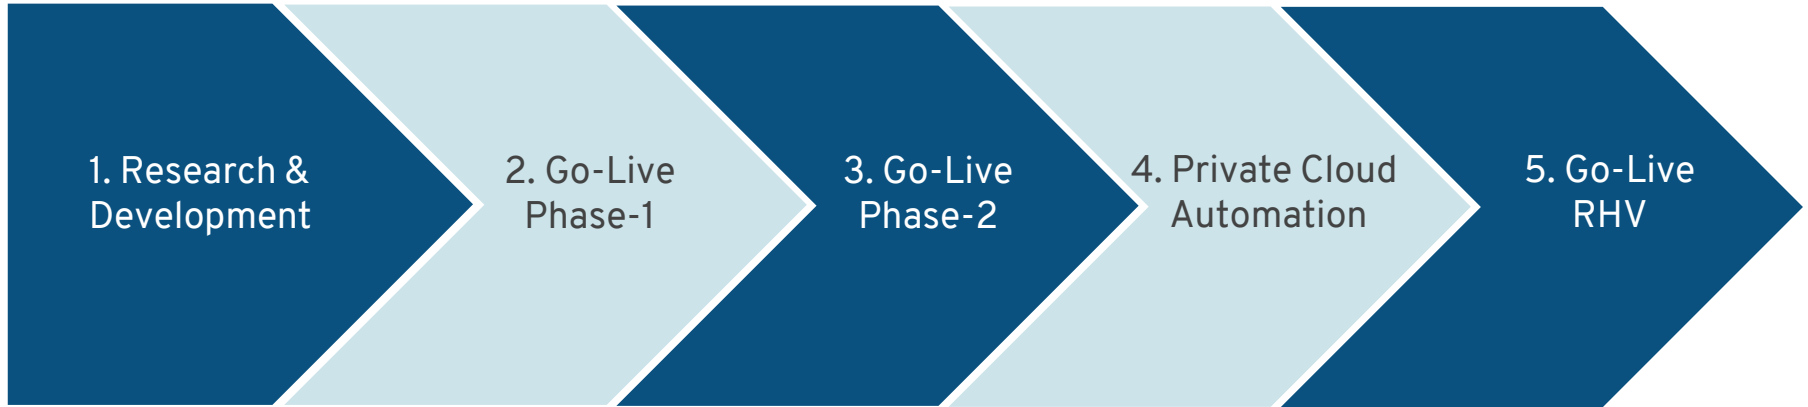 1. Research &
Development
2. Go-Live
Phase-1
3. Go-Live
Phase-2
4. Private Cloud
Automation
5. Go-Live
RHV